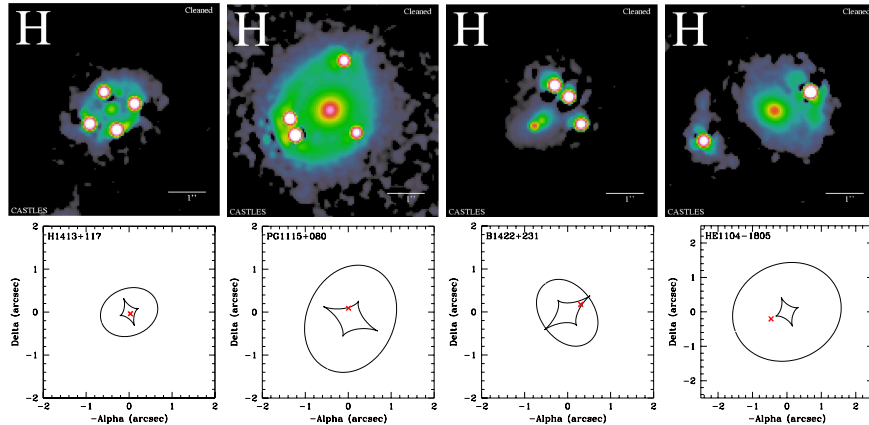 H
Cleaned
1''
CASTLES
H
Cleaned
1''
CASTLES
H
Cleaned
1''
CASTLES
H
Cleaned
1''
CASTLES
H1413+117
2
1
0
-1
-2
Delta (arcsec)
-2 -1 0 1 2
-Alpha (arcsec)
PG1115+080
2
1
0
-1
-2
Delta (arcsec)
-2 -1 0 1 2
-Alpha (arcsec)
B1422+231
2
1
0
-1
-2
Delta (arcsec)
-2 -1 0 1 2
-Alpha (arcsec)
HE1104-1805
2
1
0
-1
-2
Delta (arcsec)
-2 -1 0 1 2
-Alpha (arcsec)